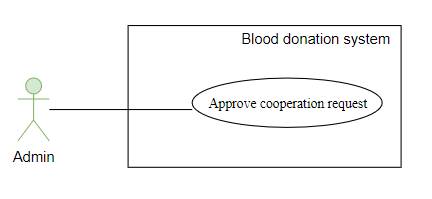 Blood donation system
Approve cooperation request
Admin